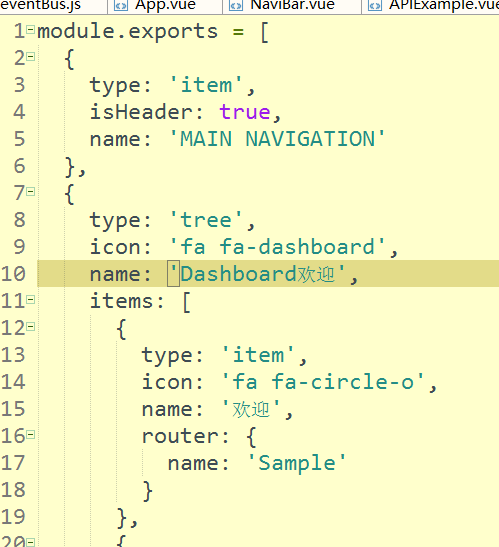 eventBus.js App.vue NaviBar.vue APIExample.vue
1 module.exports = [
2 {
3 type: 'item',
4 isHeader: true,
5 name: 'MAIN NAVIGATION'
6 },
7 {
8 type: 'tree',
9 icon: 'fa fa-dashboard',
10 name: 'Dashboard欢迎',
11 items: [
12 {
13 type: 'item',
14 icon: 'fa fa-circle-o',
15 name: '欢迎',
16 router: {
17 name: 'Sample'
18 }
19 },
20 {